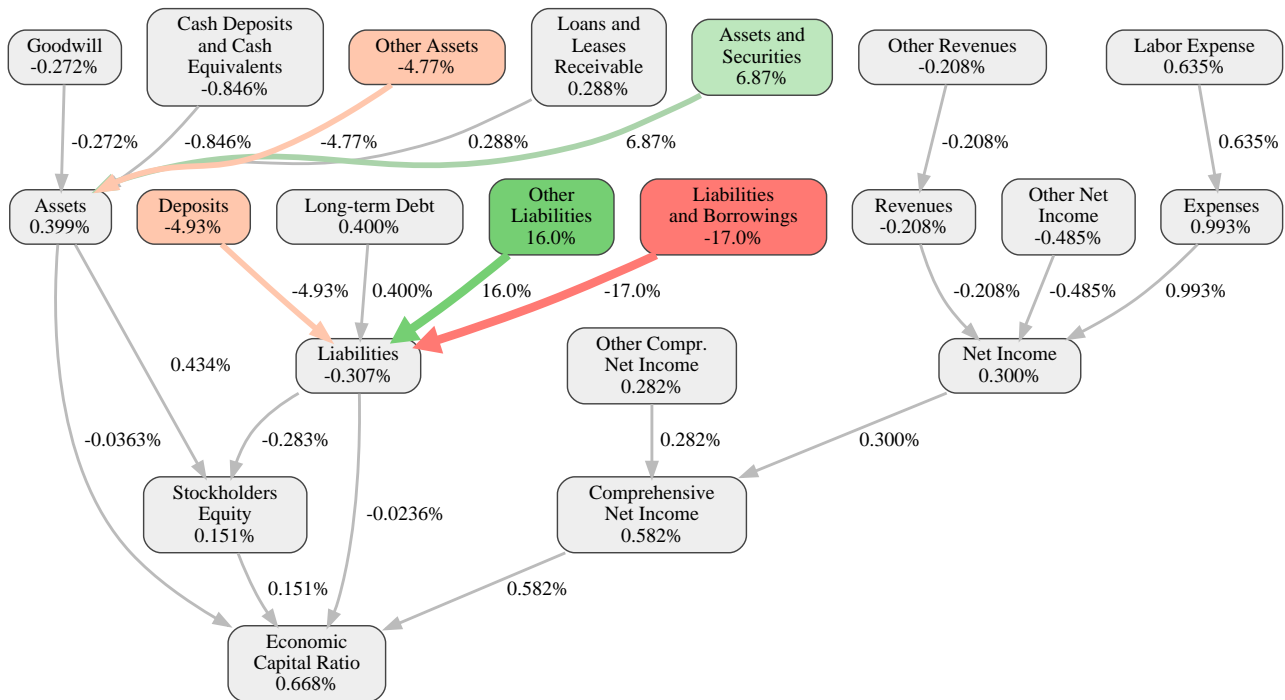 Goodwill
-0.272%
Cash Deposits
and Cash
Equivalents
-0.846%
Other Assets
-4.77%
Loans and
Leases
Receivable
0.288%
Assets and
Securities
6.87%
Other Revenues
-0.208%
Labor Expense
0.635%
-0.272%
-0.846%
-4.77%
0.288%
6.87%
-0.208%
0.635%
Assets
0.399%
Deposits
-4.93%
Long-term Debt
0.400%
Other
Liabilities
16.0%
Liabilities
and Borrowings
-17.0%
Revenues
-0.208%
Other Net
Income
-0.485%
Expenses
0.993%
-4.93%
0.400%
16.0%
-17.0%
-0.208%
-0.485%
0.993%
Liabilities
-0.307%
Other Compr.
Net Income
0.282%
Net Income
0.300%
0.434%
-0.0363%
-0.283%
0.282%
0.300%
Stockholders
Equity
0.151%
-0.0236%
Comprehensive
Net Income
0.582%
0.151%
0.582%
Economic
Capital Ratio
0.668%